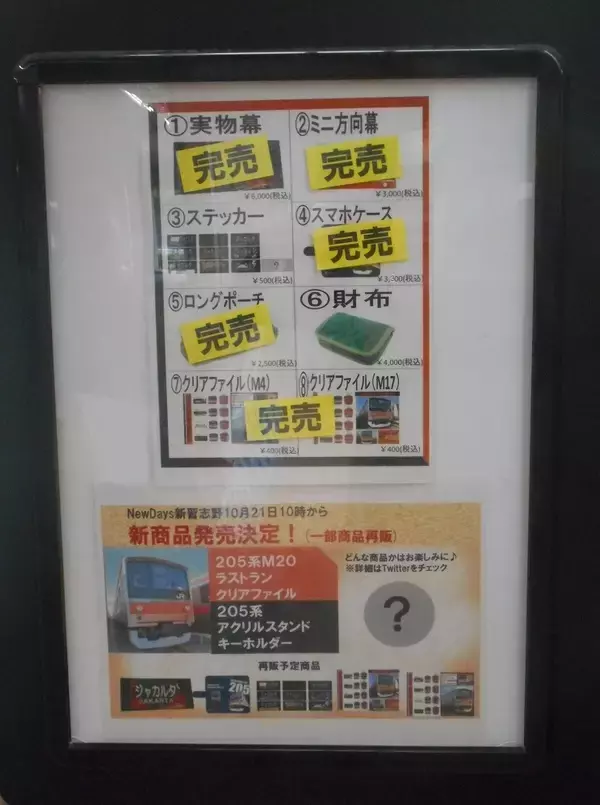 ①実物幕
完売
¥6,000(税込)
②ミニ方向幕
完売
¥3,000(税込)
③ステッカー
¥500(税込)
④スマホケース
完売
¥3,300(税込)
⑤ロングポーチ
完売
¥2,500(税込)
⑥財布
¥4,000(税込)
⑦クリアファイル(M4)
⑧クリアファイル(M17)
完売
¥400(税込)
¥400(税込)
NewDays新習志野10月21日10時から
新商品発売決定!(一部商品再販)
205系M20
ラストラン
クリアファイル
205系
アクリルスタンド
キーホルダー
どんな商品かはお楽しみに♪
※詳細はTwitterをチェック
?
再販予定商品
ジャカルタ
JAKARTA
205